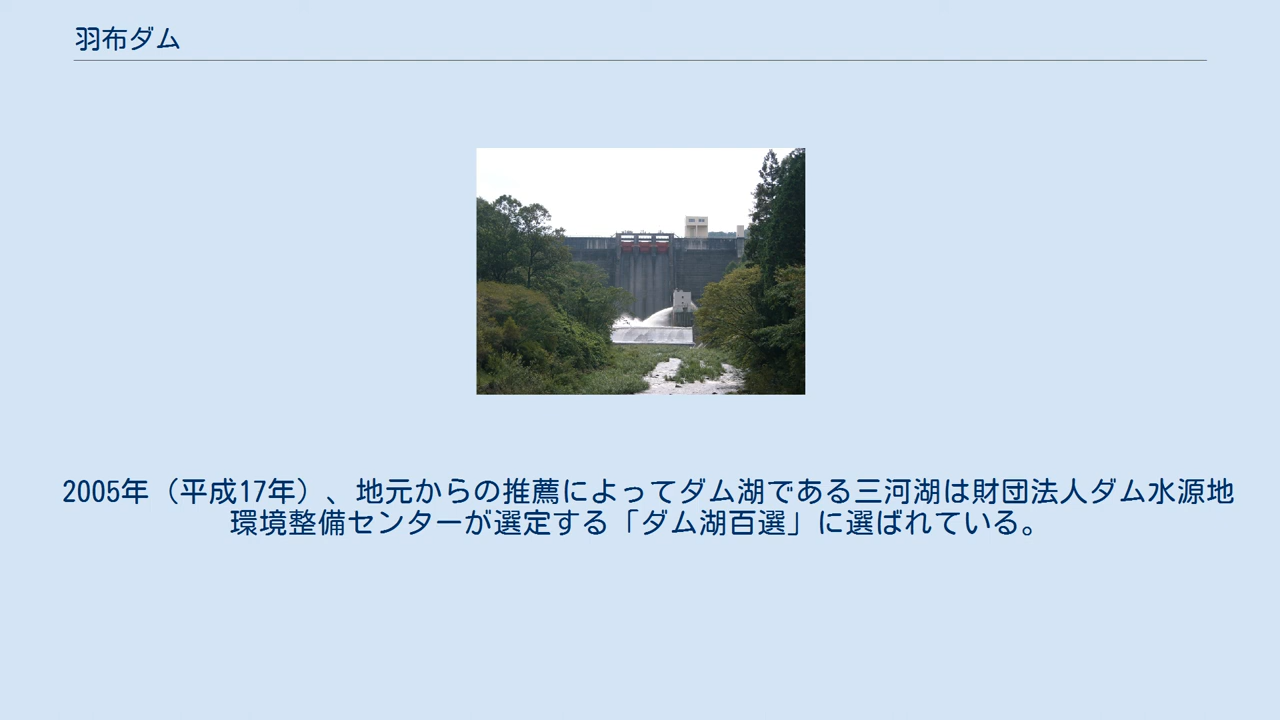 羽布ダム
2005年（平成17年）、地元からの推薦によってダム湖である三河湖は財団法人ダム水源地
環境整備センターが選定する「ダム湖百選」に選ばれている。